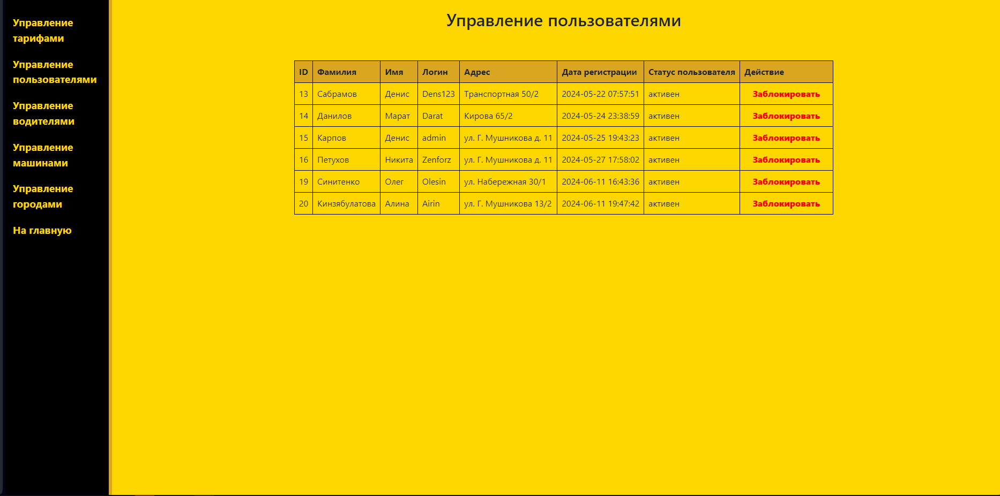 Управление
тарифами
Управление
пользователями
Управление
водителями
Управление
машинами
Управление
городами
На главную
Управление пользователями
ID Фамилия Имя Логин Адрес Дата регистрации Статус пользователя Действие
13 Сабрамов Денис Dens123 Транспортная 50/2 2024-05-22 07:57:51 активен Заблокировать
14 Данилов Марат Darat Кирова 65/2 2024-05-24 23:38:59 активен Заблокировать
15 Карпов Денис admin ул. Г. Мушникова д. 11 2024-05-25 19:43:23 активен Заблокировать
16 Петухов Никита Zenforz ул. Г. Мушникова д. 11 2024-05-27 17:58:02 активен Заблокировать
19 Синитенко Олег Olesin ул. Набережная 30/1 2024-06-11 16:43:36 активен Заблокировать
20 Кинзябулатова Алина Airin ул. Г. Мушникова 13/2 2024-06-11 19:47:42 активен Заблокировать